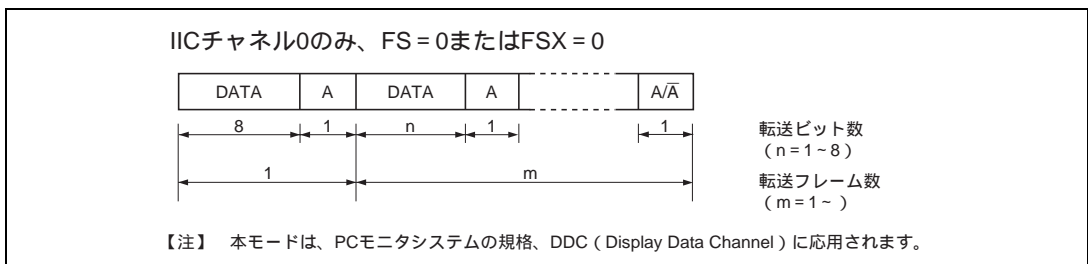 IICチャネル0のみ、FS = 0またはFSX = 0
DATA A DATA A A/A̅
8 1 n 1 1
転送ビット数
(n = 1 ~ 8)
1 m
転送フレーム数
(m = 1 ~ )
【注】 本モードは、PCモニタシステムの規格、DDC(Display Data Channel)に応用されます。